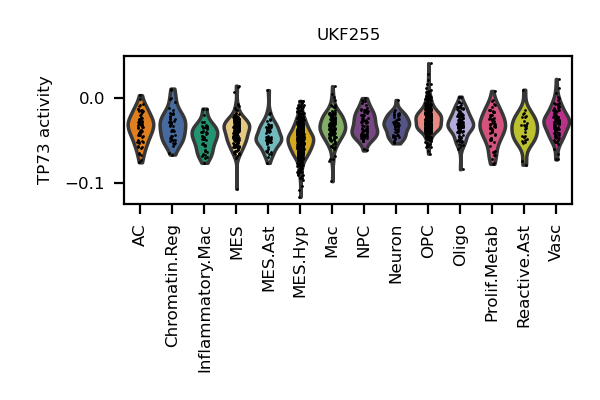 UKF255
TP73 activity
0.0
−0.1
AC
Chromatin.Reg
Inflammatory.Mac
MES
MES.Ast
MES.Hyp
Mac
NPC
Neuron
OPC
Oligo
Prolif.Metab
Reactive.Ast
Vasc